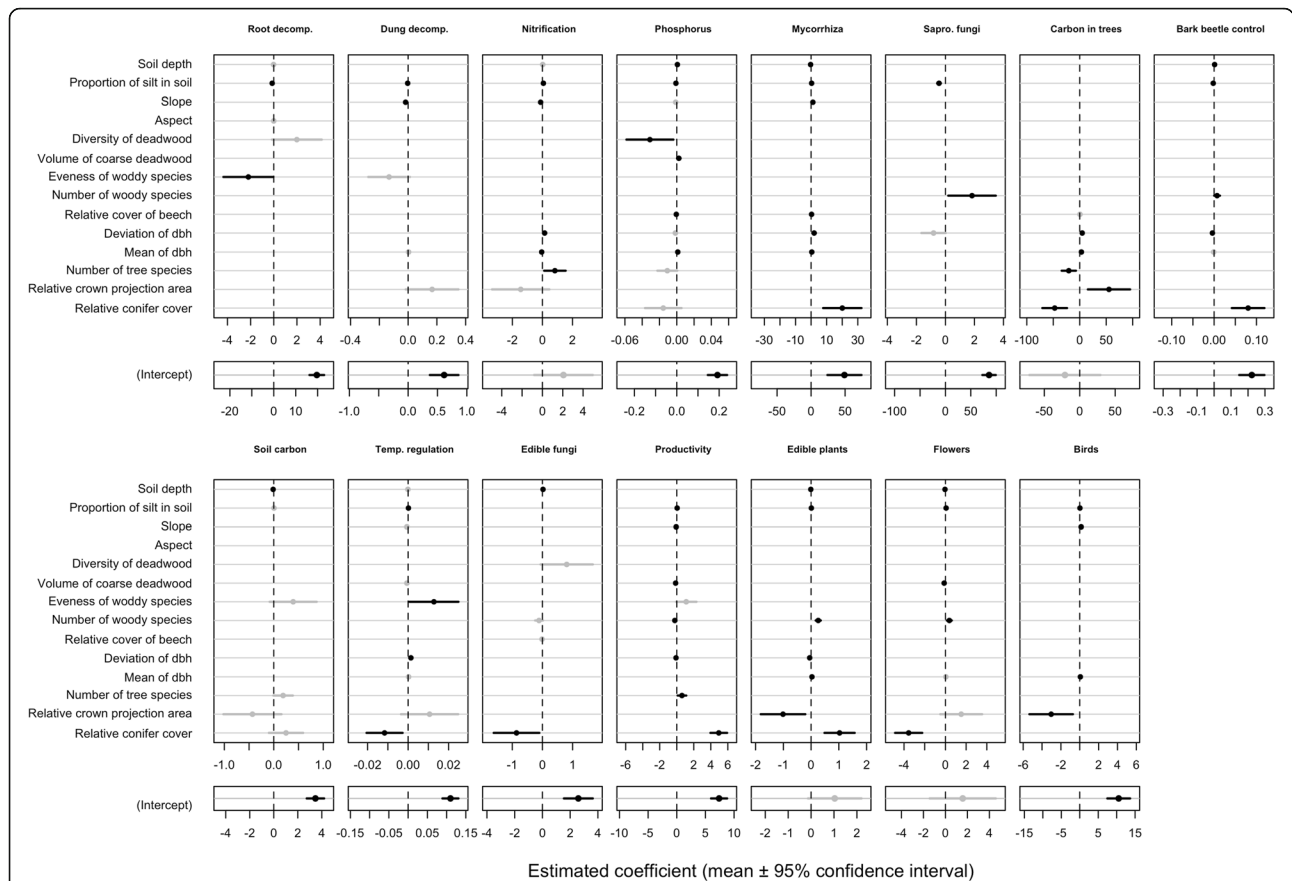 Root decomp. Dung decomp. Nitrification Phosphorus Mycorrhiza Sapro. fungi Carbon in trees Bark beetle control
Soil depth
Proportion of silt in soil
Slope
Aspect
Diversity of deadwood
Volume of coarse deadwood
Eveness of woddy species
Number of woody species
Relative cover of beech
Deviation of dbh
Mean of dbh
Number of tree species
Relative crown projection area
Relative conifer cover
-4 -2 0 2 4 -0.4 -0.2 0.0 0.2 0.4 -2 0 2 -0.06 0.00 0.04 -30 -10 10 30 -4 -2 0 2 4 -100 0 50 -0.10 0.00 0.10
(Intercept)
-20 0 10 -1.0 0.0 0.5 1.0 -4 0 2 4 -0.2 0.0 0.2 -50 0 50 -100 0 50 -50 0 50 -0.3 -0.1 0.1 0.3
Soil carbon Temp. regulation Edible fungi Productivity Edible plants Flowers Birds
Soil depth
Proportion of silt in soil
Slope
Aspect
Diversity of deadwood
Volume of coarse deadwood
Eveness of woddy species
Number of woody species
Relative cover of beech
Deviation of dbh
Mean of dbh
Number of tree species
Relative crown projection area
Relative conifer cover
-1.0 0.0 1.0 -0.02 0.00 0.02 -1 0 1 -6 -2 0 2 4 6 -2 -1 0 1 2 -4 -2 0 2 4 -6 -2 0 2 4 6
(Intercept)
-4 -2 0 2 4 -0.15 0.00 0.15 -4 -2 0 2 4 -10 -5 0 5 10 -2 -1 0 1 2 -4 -2 0 2 4 -15 -5 5 15
Estimated coefficient (mean ± 95% confidence interval)